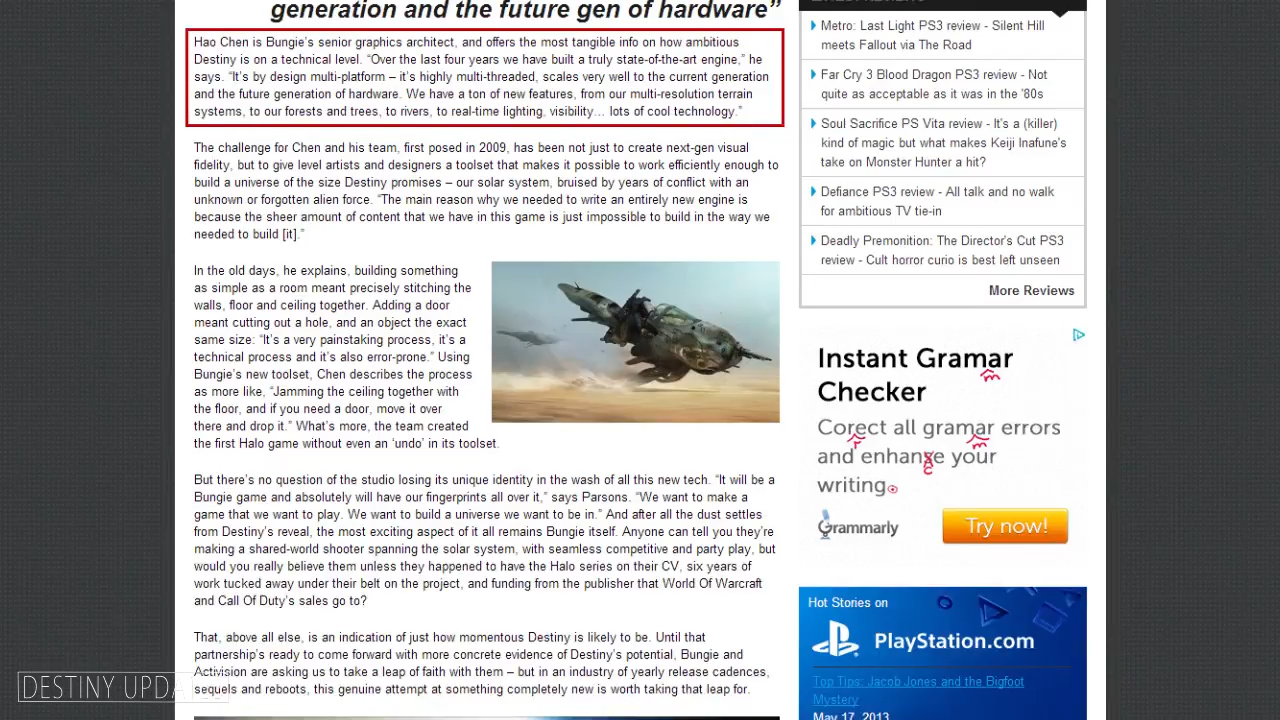 generation and the future gen of hardware”
Hao Chen is Bungie’s senior graphics architect, and offers the most tangible info on how ambitious
Destiny is on a technical level. “Over the last four years we have built a truly state-of-the-art engine,” he
says. “It’s by design multi-platform – it’s highly multi-threaded, scales very well to the current generation
and the future generation of hardware. We have a ton of new features, from our multi-resolution terrain
systems, to our forests and trees, to rivers, to real-time lighting, visibility… lots of cool technology.”
The challenge for Chen and his team, first posed in 2009, has been not just to create next-gen visual
fidelity, but to give level artists and designers a toolset that makes it possible to work efficiently enough to
build a universe of the size Destiny promises – our solar system, bruised by years of conflict with an
unknown or forgotten alien force. “The main reason why we needed to write an entirely new engine is
because the sheer amount of content that we have in this game is just impossible to build in the way we
needed to build [it].”
In the old days, he explains, building something
as simple as a room meant precisely stitching the
walls, floor and ceiling together. Adding a door
meant cutting out a hole, and an object the exact
same size: “It’s a very painstaking process, it’s a
technical process and it’s also error-prone.” Using
Bungie’s new toolset, Chen describes the process
as more like, “Jamming the ceiling together with
the floor, and if you need a door, move it over
there and drop it.” What’s more, the team created
the first Halo game without even an ‘undo’ in its toolset.
But there’s no question of the studio losing its unique identity in the wash of all this new tech. “It will be a
Bungie game and absolutely will have our fingerprints all over it,” says Parsons. “We want to make a
game that we want to play. We want to build a universe we want to be in.” And after all the dust settles
from Destiny’s reveal, the most exciting aspect of it all remains Bungie itself. Anyone can tell you they’re
making a shared-world shooter spanning the solar system, with seamless competitive and party play, but
would you really believe them unless they happened to have the Halo series on their CV, six years of
work tucked away under their belt on the project, and funding from the publisher that World Of Warcraft
and Call Of Duty’s sales go to?
That, above all else, is an indication of just how momentous Destiny is likely to be. Until that
partnership’s ready to come forward with more concrete evidence of Destiny’s potential, Bungie and
Activision are asking us to take a leap of faith with them – but in an industry of yearly release cadences,
sequels and reboots, this genuine attempt at something completely new is worth taking that leap for.
DESTINY UPDA
Metro: Last Light PS3 review - Silent Hill
meets Fallout via The Road
Far Cry 3 Blood Dragon PS3 review - Not
quite as acceptable as it was in the '80s
Soul Sacrifice PS Vita review - It's a (killer)
kind of magic but what makes Keiji Inafune's
take on Monster Hunter a hit?
Defiance PS3 review - All talk and no walk
for ambitious TV tie-in
Deadly Premonition: The Director's Cut PS3
review - Cult horror curio is best left unseen
More Reviews
Instant Gramar
m
Checker
Corect all gramar errors
r m
and enhanse your
c
writing.
Grammarly
Try now!
Hot Stories on
PlayStation.com
Top Tips: Jacob Jones and the Bigfoot
Mystery
May 17, 2013